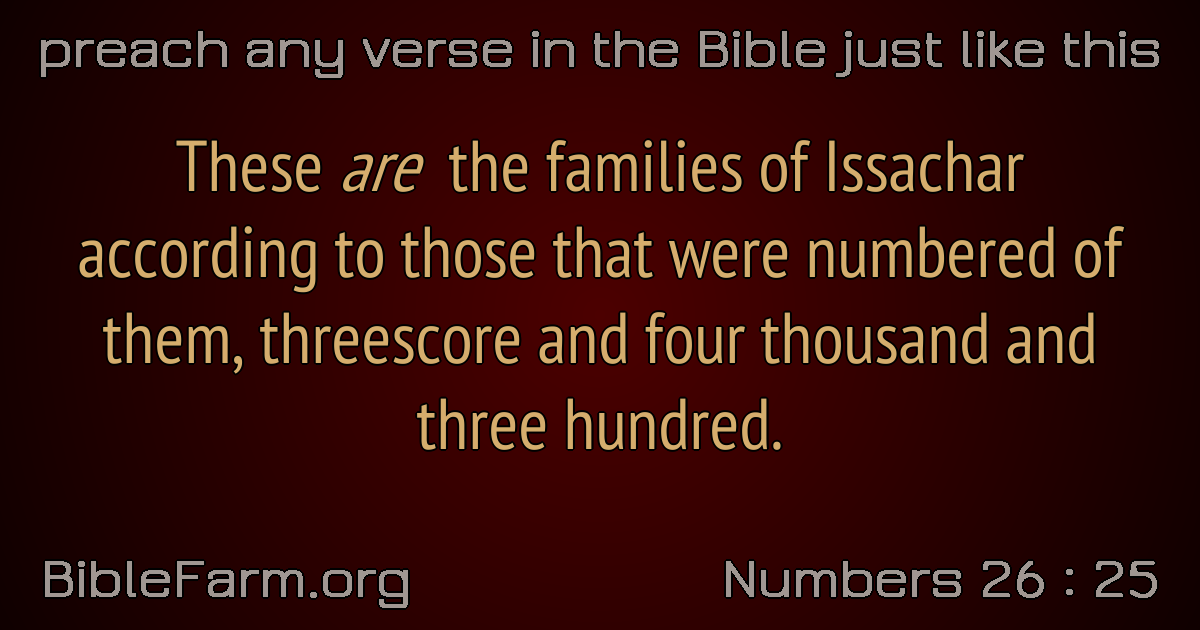 preach any verse in the Bible just like this
These are the families of Issachar
according to those that were numbered of
them, threescore and four thousand and
three hundred.
BibleFarm.org
Numbers 26 : 25